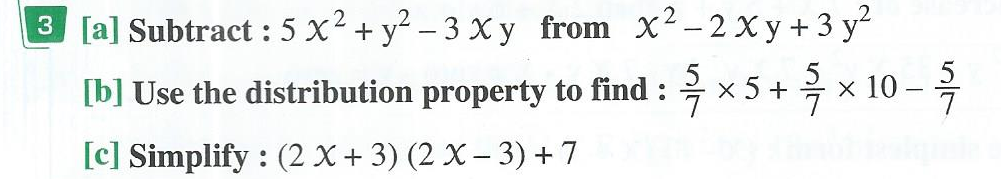 3 [a] Subtract : 5 X² + y² – 3 X y from X² – 2 X y + 3 y²
[b] Use the distribution property to find : 5/7 × 5 + 5/7 × 10 – 5/7
[c] Simplify : (2 X + 3) (2 X – 3) + 7